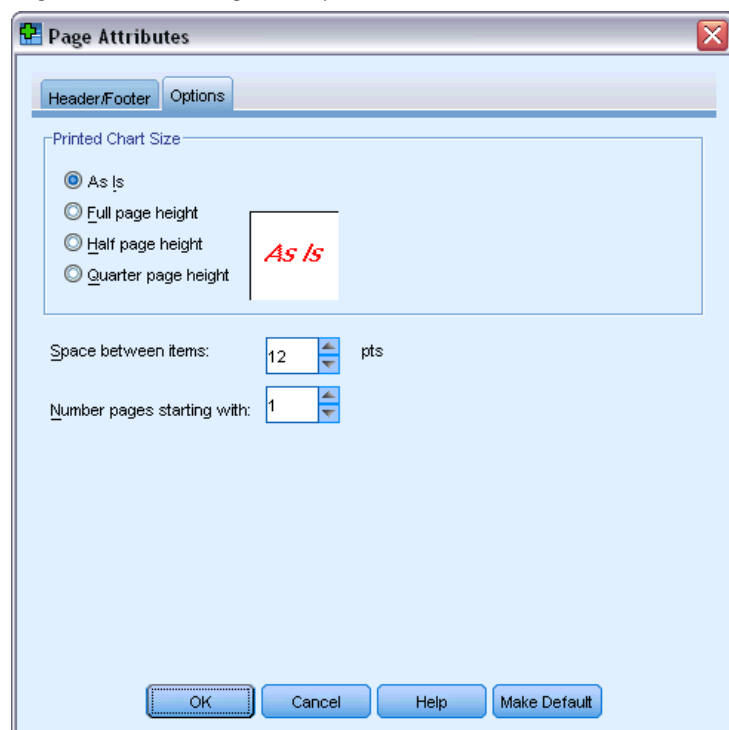 Page Attributes
Header/Footer Options
Printed Chart Size
As Is
Full page height
Half page height
Quarter page height
As Is
Space between items: 12 pts
Number pages starting with: 1
OK Cancel Help Make Default